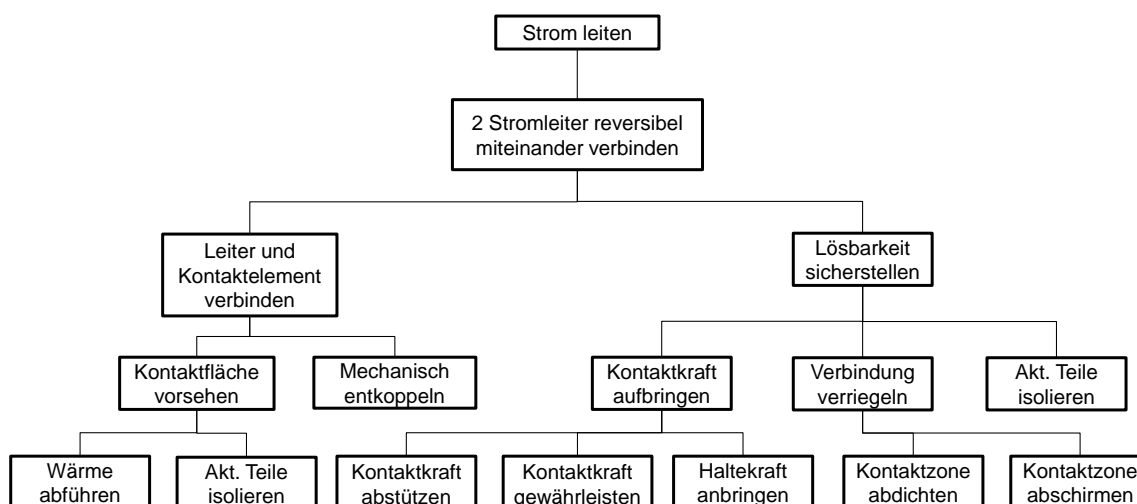 Strom leiten
2 Stromleiter reversibel
miteinander verbinden
Leiter und
Kontaktelement
verbinden
Lösbarkeit
sicherstellen
Kontaktfläche
vorsehen
Mechanisch
entkoppeln
Kontaktkraft
aufbringen
Verbindung
verriegeln
Akt. Teile
isolieren
Wärme
abführen
Akt. Teile
isolieren
Kontaktkraft
abstützen
Kontaktkraft
gewährleisten
Haltekraft
anbringen
Kontaktzone
abdichten
Kontaktzone
abschirmen